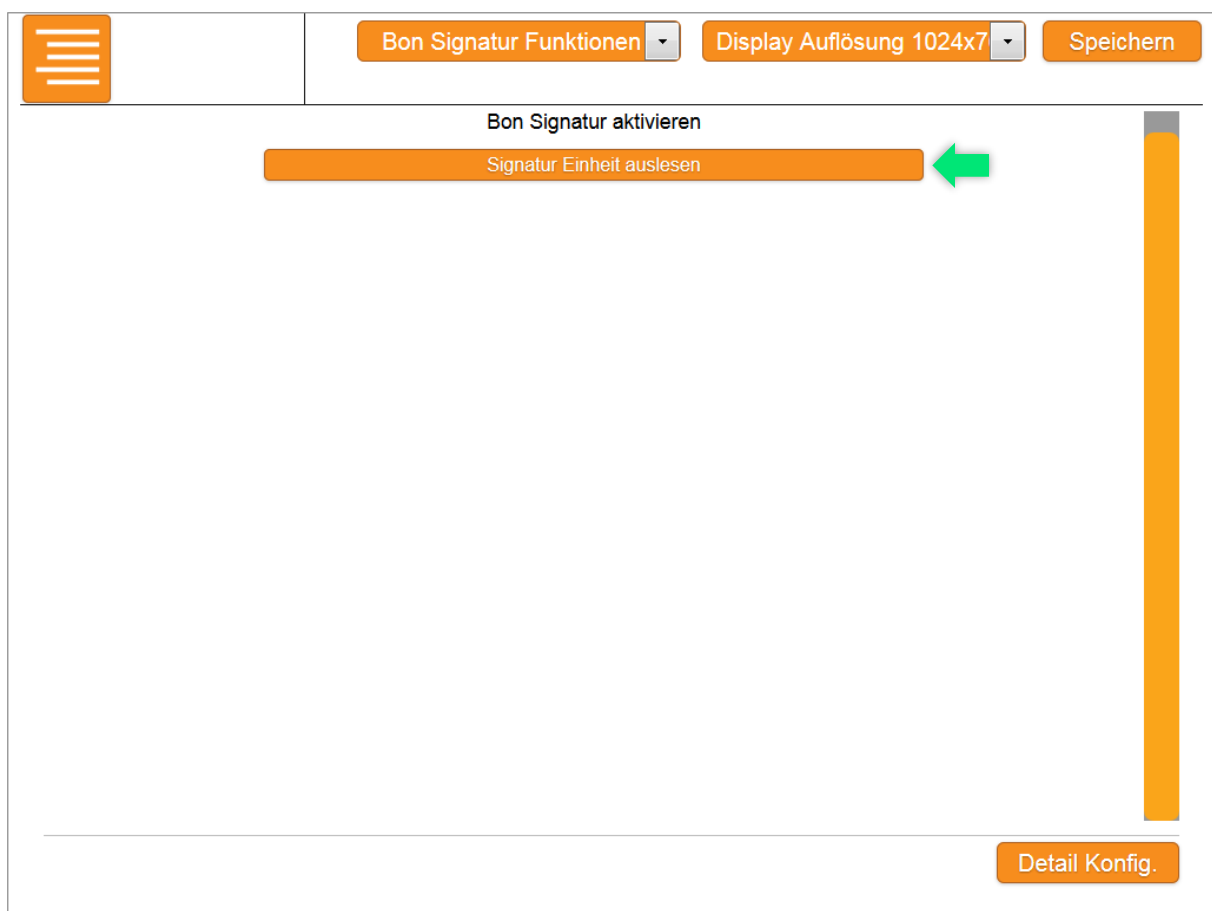 Bon Signatur Funktionen
Display Auflösung 1024x7
Speichern
Bon Signatur aktivieren
Signatur Einheit auslesen
Detail Konfig.